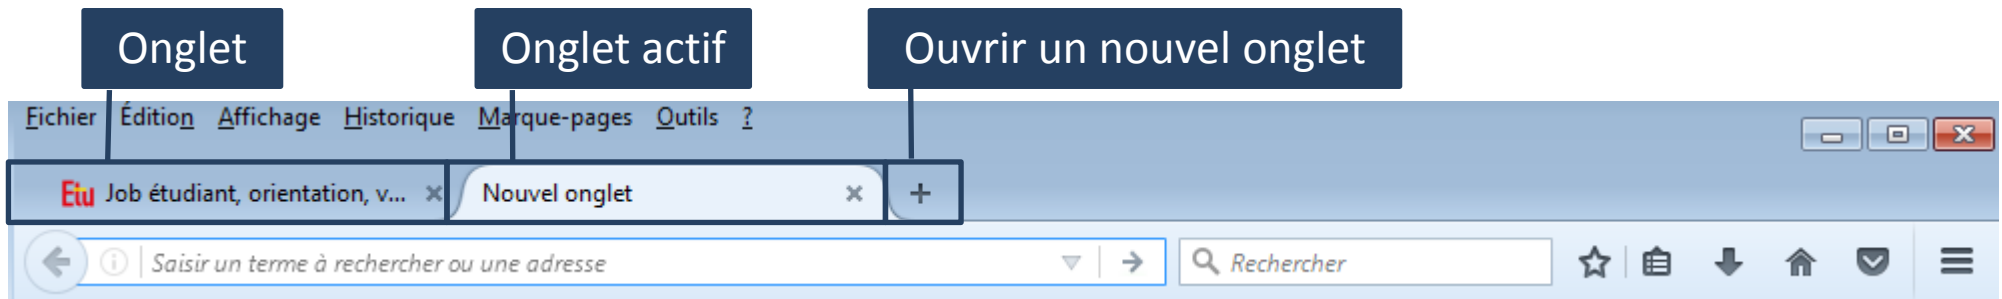 Onglet Onglet actif Ouvrir un nouvel onglet
Fichier Édition Affichage Historique Marque-pages Outils ?
Etu Job étudiant, orientation, v... Nouvel onglet
Saisir un terme à rechercher ou une adresse Rechercher